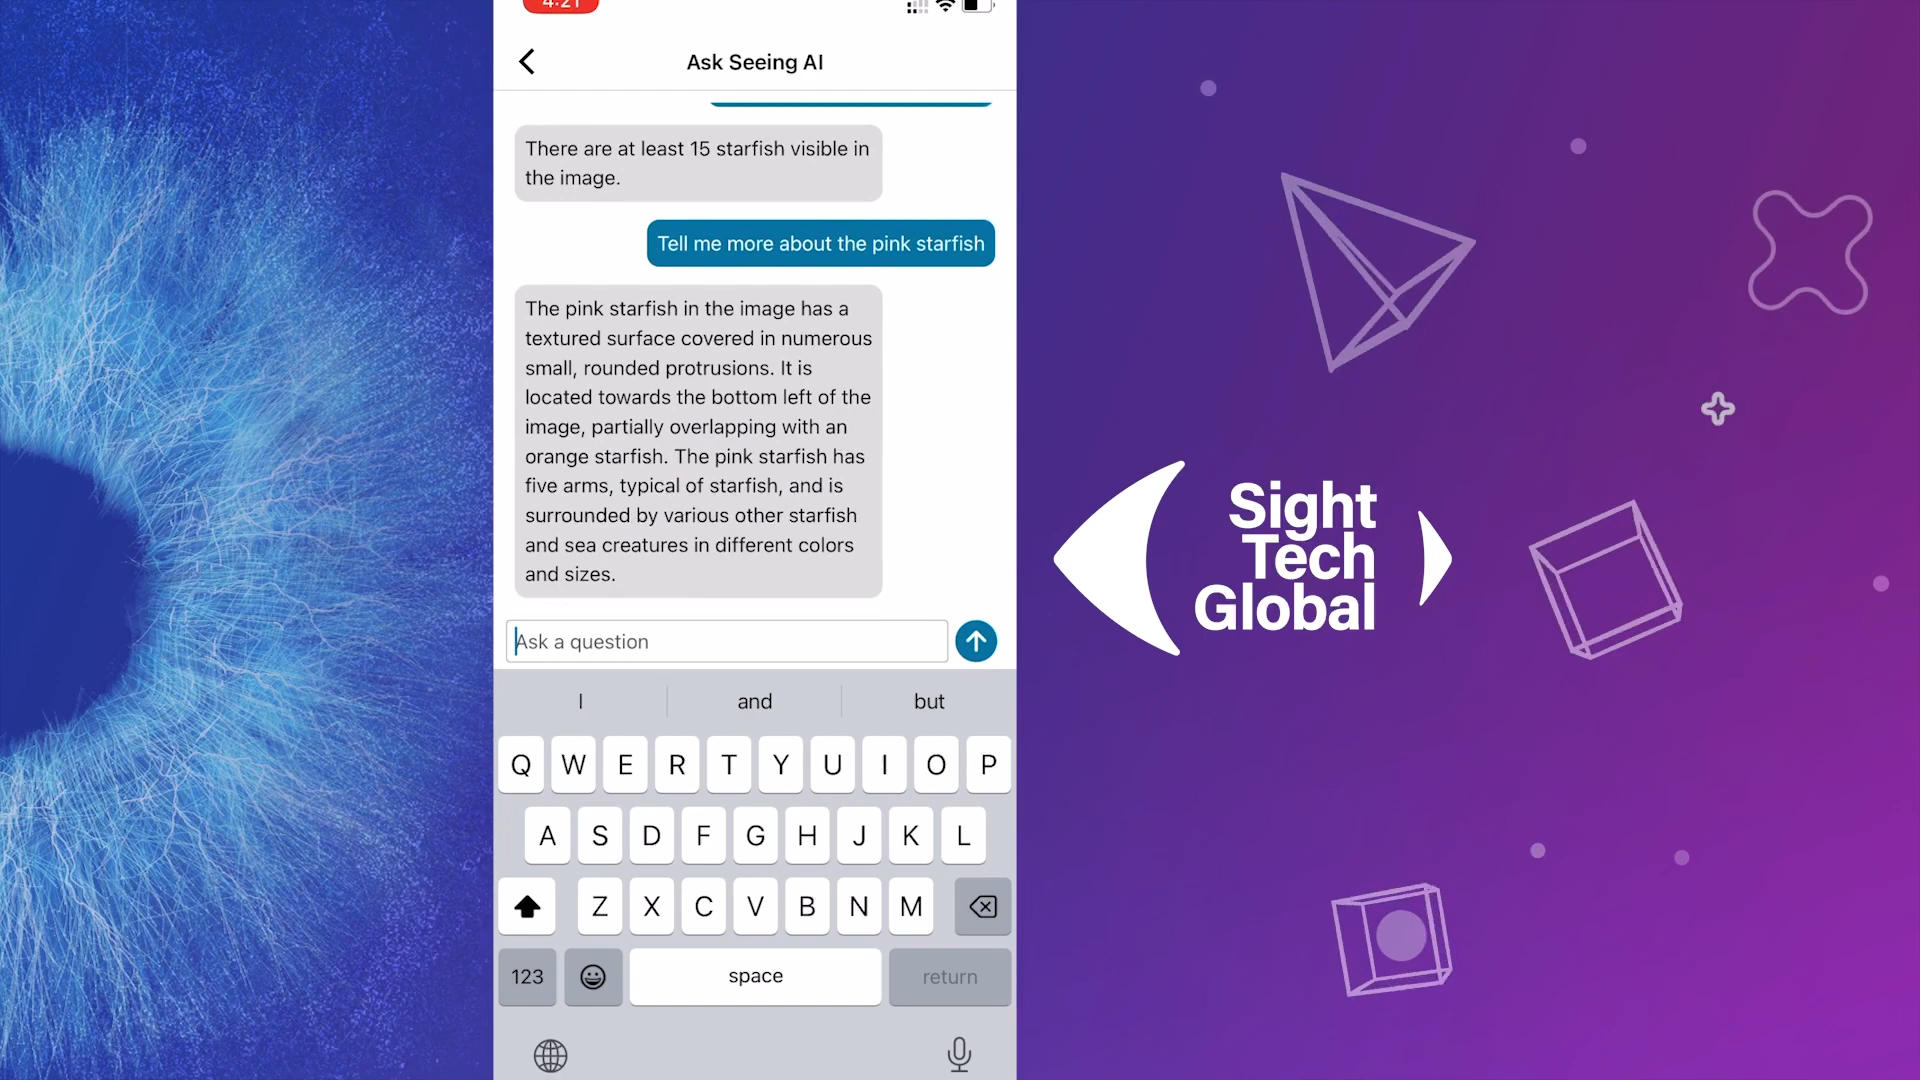 4:21
Ask Seeing AI
There are at least 15 starfish visible in
the image.
Tell me more about the pink starfish
The pink starfish in the image has a
textured surface covered in numerous
small, rounded protrusions. It is
located towards the bottom left of the
image, partially overlapping with an
orange starfish. The pink starfish has
five arms, typical of starfish, and is
surrounded by various other starfish
and sea creatures in different colors
and sizes.
Ask a question
I and but
Q W E R T Y U I O P
A S D F G H J K L
Z X C V B N M
123 space return
Sight
Tech
Global